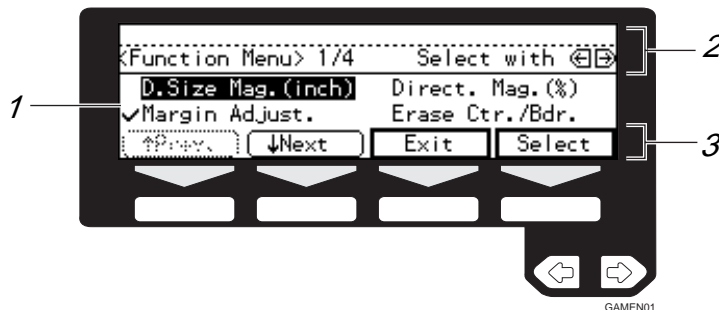 <Function Menu> 1/4 Select with
D.Size Mag.(inch) Direct. Mag.(%)
✓Margin Adjust. Erase Ctr./Bdr.
↑Prev. ↓Next Exit Select
1
2
3
GAMEN01